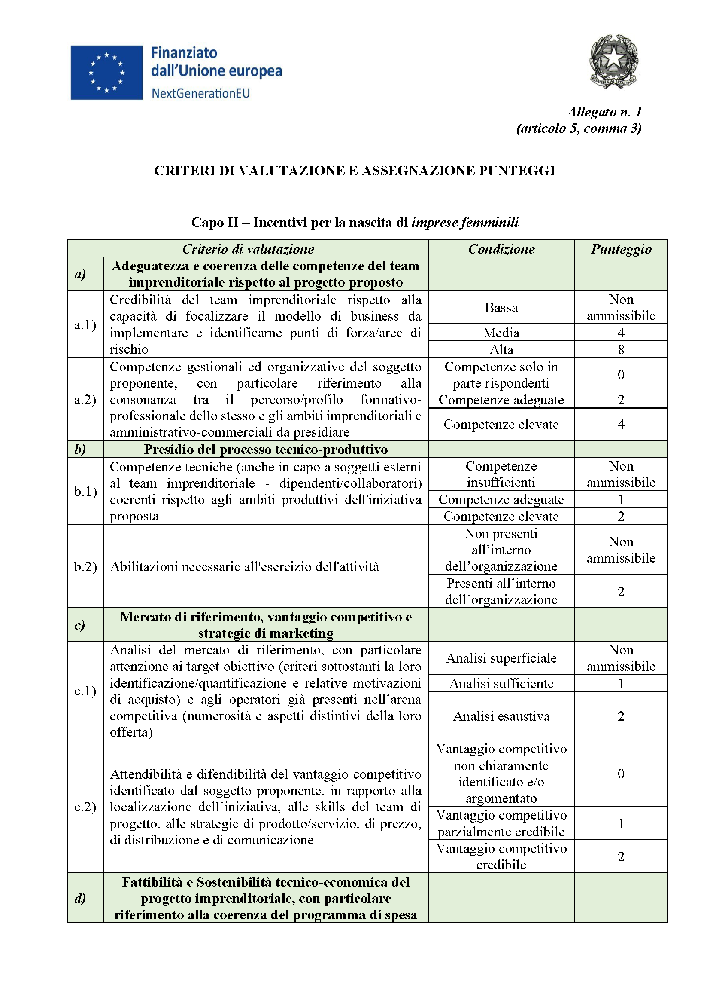 Finanziato
dall’Unione europea
NextGenerationEU
REPVBBLICA ITALIANA
Allegato n. 1
(articolo 5, comma 3)
CRITERI DI VALUTAZIONE E ASSEGNAZIONE PUNTEGGI
Capo II – Incentivi per la nascita di imprese femminili
Criterio di valutazione
Condizione
Punteggio
a)
Adeguatezza e coerenza delle competenze del team
imprenditoriale rispetto al progetto proposto
a.1)
Credibilità del team imprenditoriale rispetto alla
capacità di focalizzare il modello di business da
implementare e identificarne punti di forza/aree di
rischio
Bassa
Non
ammissibile
Media
4
Alta
8
a.2)
Competenze gestionali ed organizzative del soggetto
proponente, con particolare riferimento alla
consonanza tra il percorso/profilo formativo-
professionale dello stesso e gli ambiti imprenditoriali e
amministrativo-commerciali da presidiare
Competenze solo in
parte rispondenti
0
Competenze adeguate
2
Competenze elevate
4
b)
Presidio del processo tecnico-produttivo
b.1)
Competenze tecniche (anche in capo a soggetti esterni
al team imprenditoriale - dipendenti/collaboratori)
coerenti rispetto agli ambiti produttivi dell'iniziativa
proposta
Competenze
insufficienti
Non
ammissibile
Competenze adeguate
1
Competenze elevate
2
b.2)
Abilitazioni necessarie all'esercizio dell'attività
Non presenti
all’interno
dell’organizzazione
Non
ammissibile
Presenti all’interno
dell’organizzazione
2
c)
Mercato di riferimento, vantaggio competitivo e
strategie di marketing
c.1)
Analisi del mercato di riferimento, con particolare
attenzione ai target obiettivo (criteri sottostanti la loro
identificazione/quantificazione e relative motivazioni
di acquisto) e agli operatori già presenti nell’arena
competitiva (numerosità e aspetti distintivi della loro
offerta)
Analisi superficiale
Non
ammissibile
Analisi sufficiente
1
Analisi esaustiva
2
c.2)
Attendibilità e difendibilità del vantaggio competitivo
identificato dal soggetto proponente, in rapporto alla
localizzazione dell’iniziativa, alle skills del team di
progetto, alle strategie di prodotto/servizio, di prezzo,
di distribuzione e di comunicazione
Vantaggio competitivo
non chiaramente
identificato e/o
argomentato
0
Vantaggio competitivo
parzialmente credibile
1
Vantaggio competitivo
credibile
2
d)
Fattibilità e Sostenibilità tecnico-economica del
progetto imprenditoriale, con particolare
riferimento alla coerenza del programma di spesa